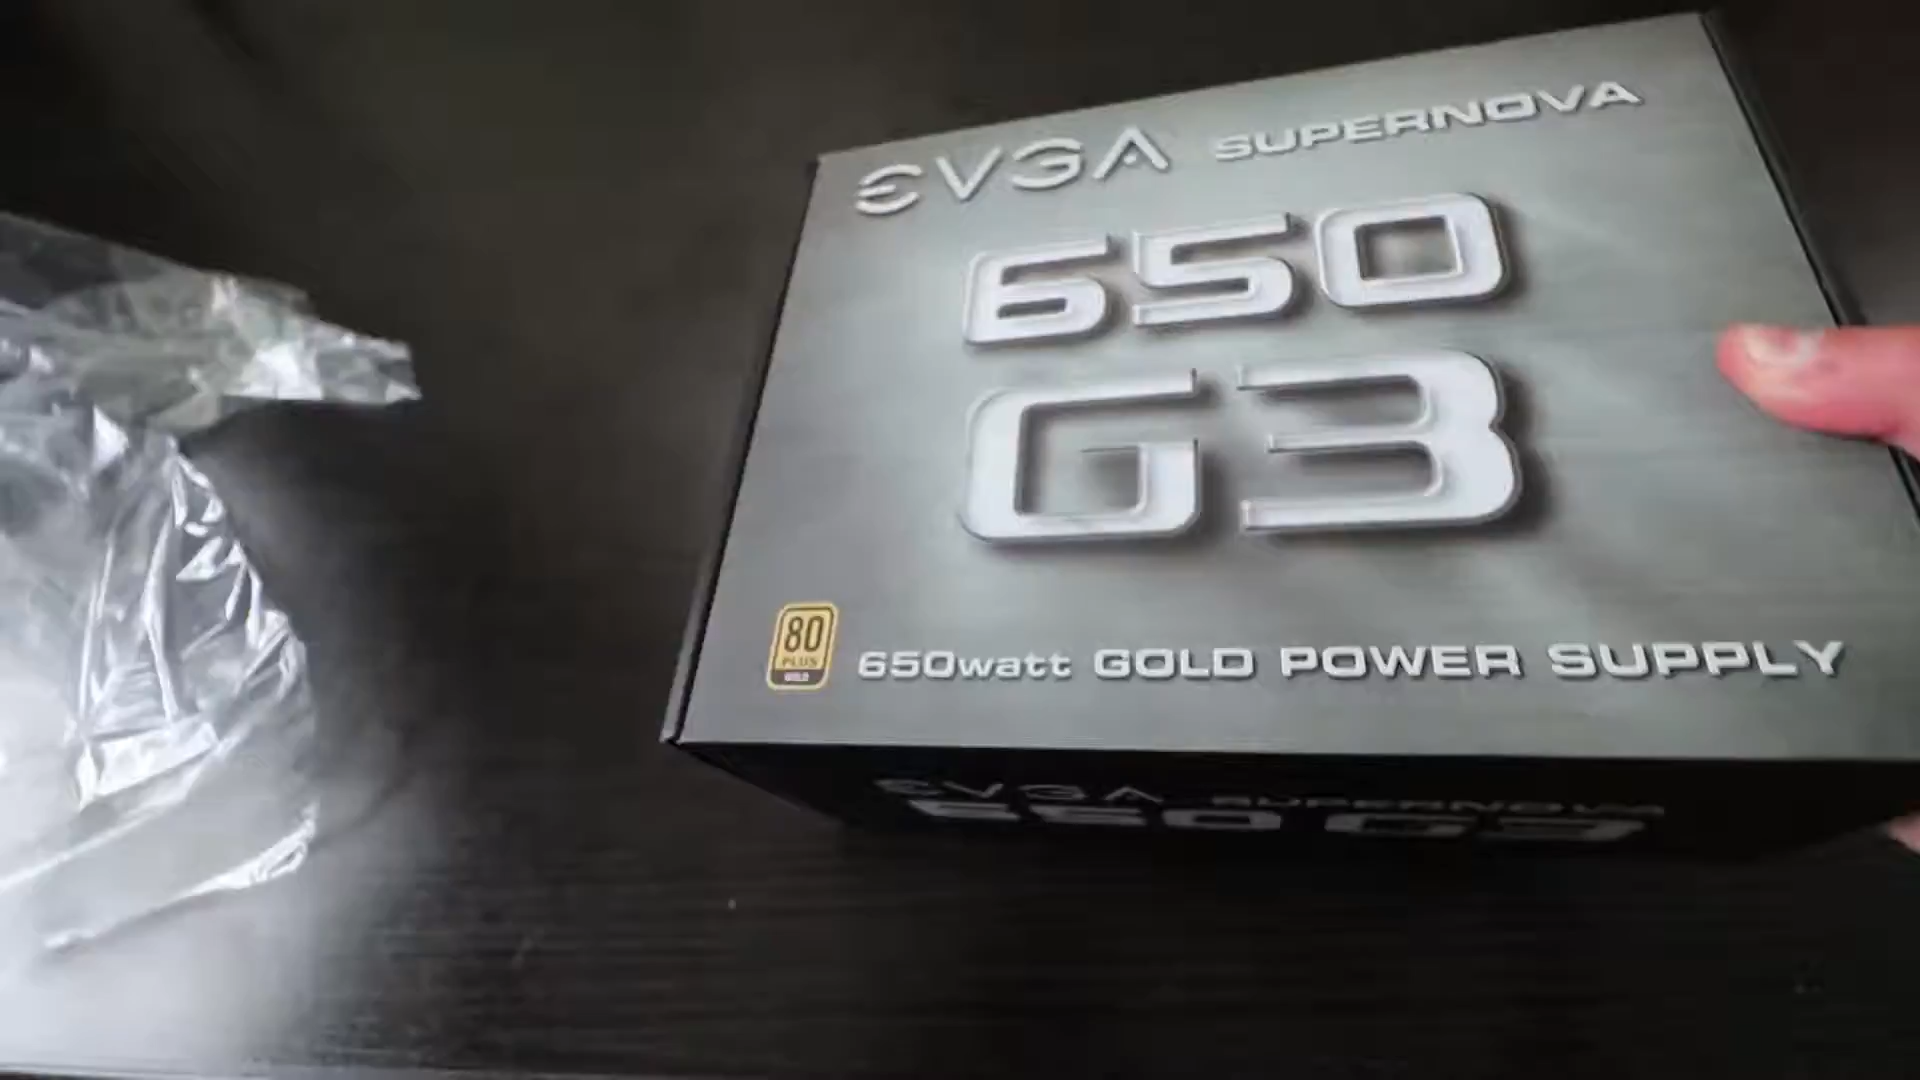 EVGA SUPERNOVA
650
G3
80
PLUS
GOLD
650watt GOLD POWER SUPPLY
EVGA SUPERNOVA
650 G3